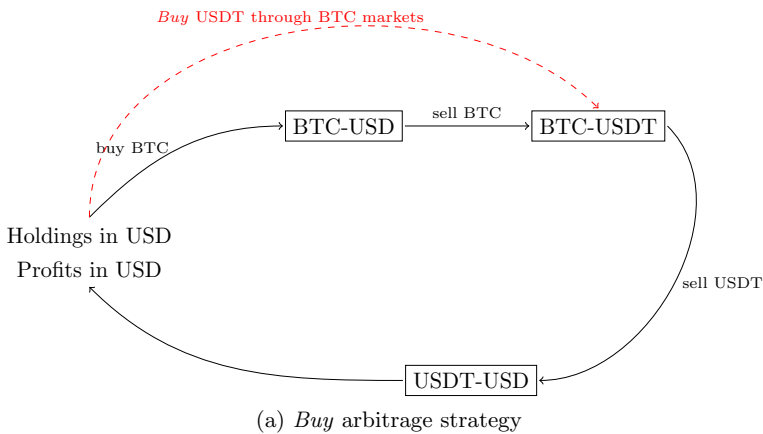 Buy USDT through BTC markets
sell BTC
BTC-USD
BTC-USDT
buy BTC
Holdings in USD
Profits in USD
sell USDT
USDT-USD
(a) Buy arbitrage strategy